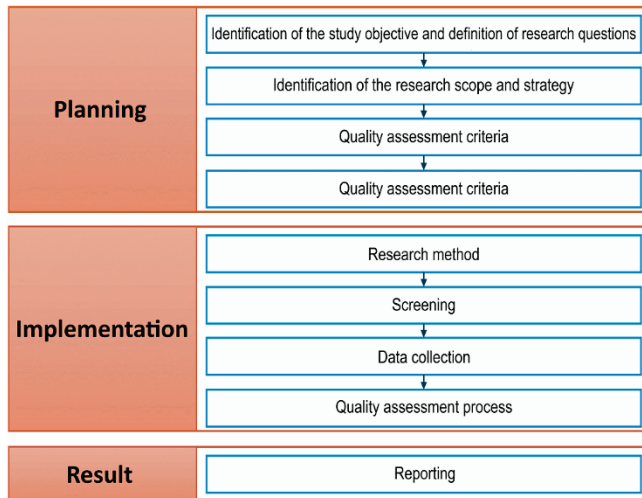 Planning
Identification of the study objective and definition of research questions
Identification of the research scope and strategy
Quality assessment criteria
Quality assessment criteria
Implementation
Research method
Screening
Data collection
Quality assessment process
Result
Reporting